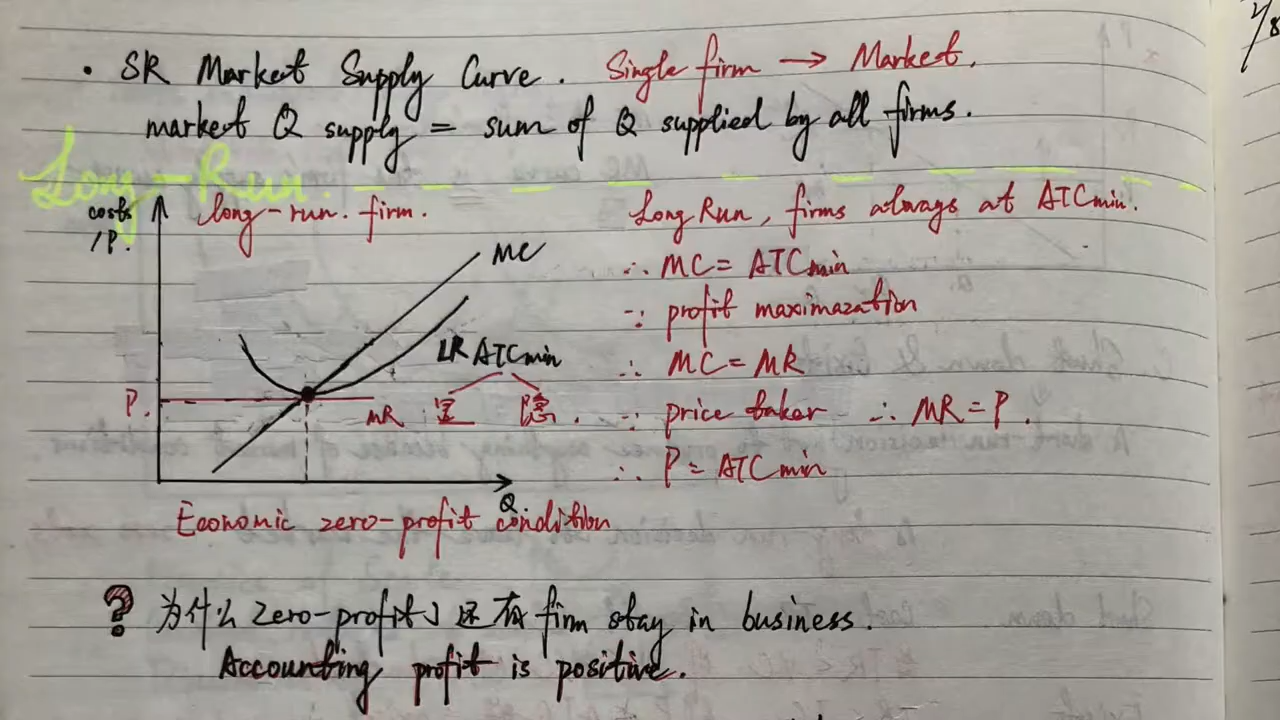 · SR Market Supply Curve. Single firm → Market.
market Q supply = sum of Q supplied by all firms.
Long-Run.
costs /P.
long-run. firm.
MC
LR ATCmin
P.
MR
显 隐.
Q.
Economic zero-profit condition
Long Run, firms always at ATCmin.
∴ MC = ATCmin
∵ profit maximazation
∴ MC = MR
∵ price taker ∴ MR = P.
∴ P = ATCmin
? 为什么 zero-profit 还有 firm stay in business.
Accounting profit is positive.